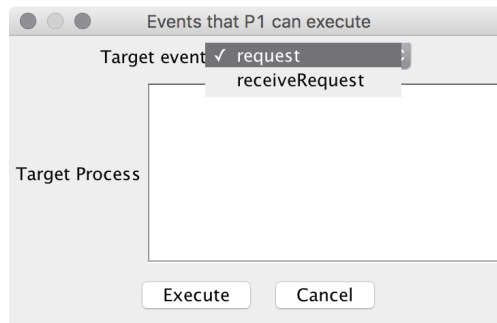 Events that P1 can execute
Target event ✓ request
receiveRequest
Target Process
Execute Cancel